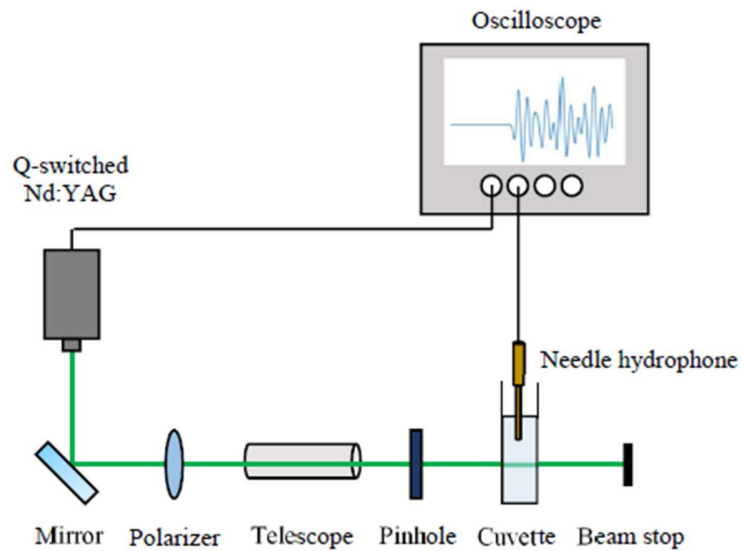 Oscilloscope
Q-switched
Nd:YAG
Needle hydrophone
Mirror
Polarizer
Telescope
Pinhole
Cuvette
Beam stop